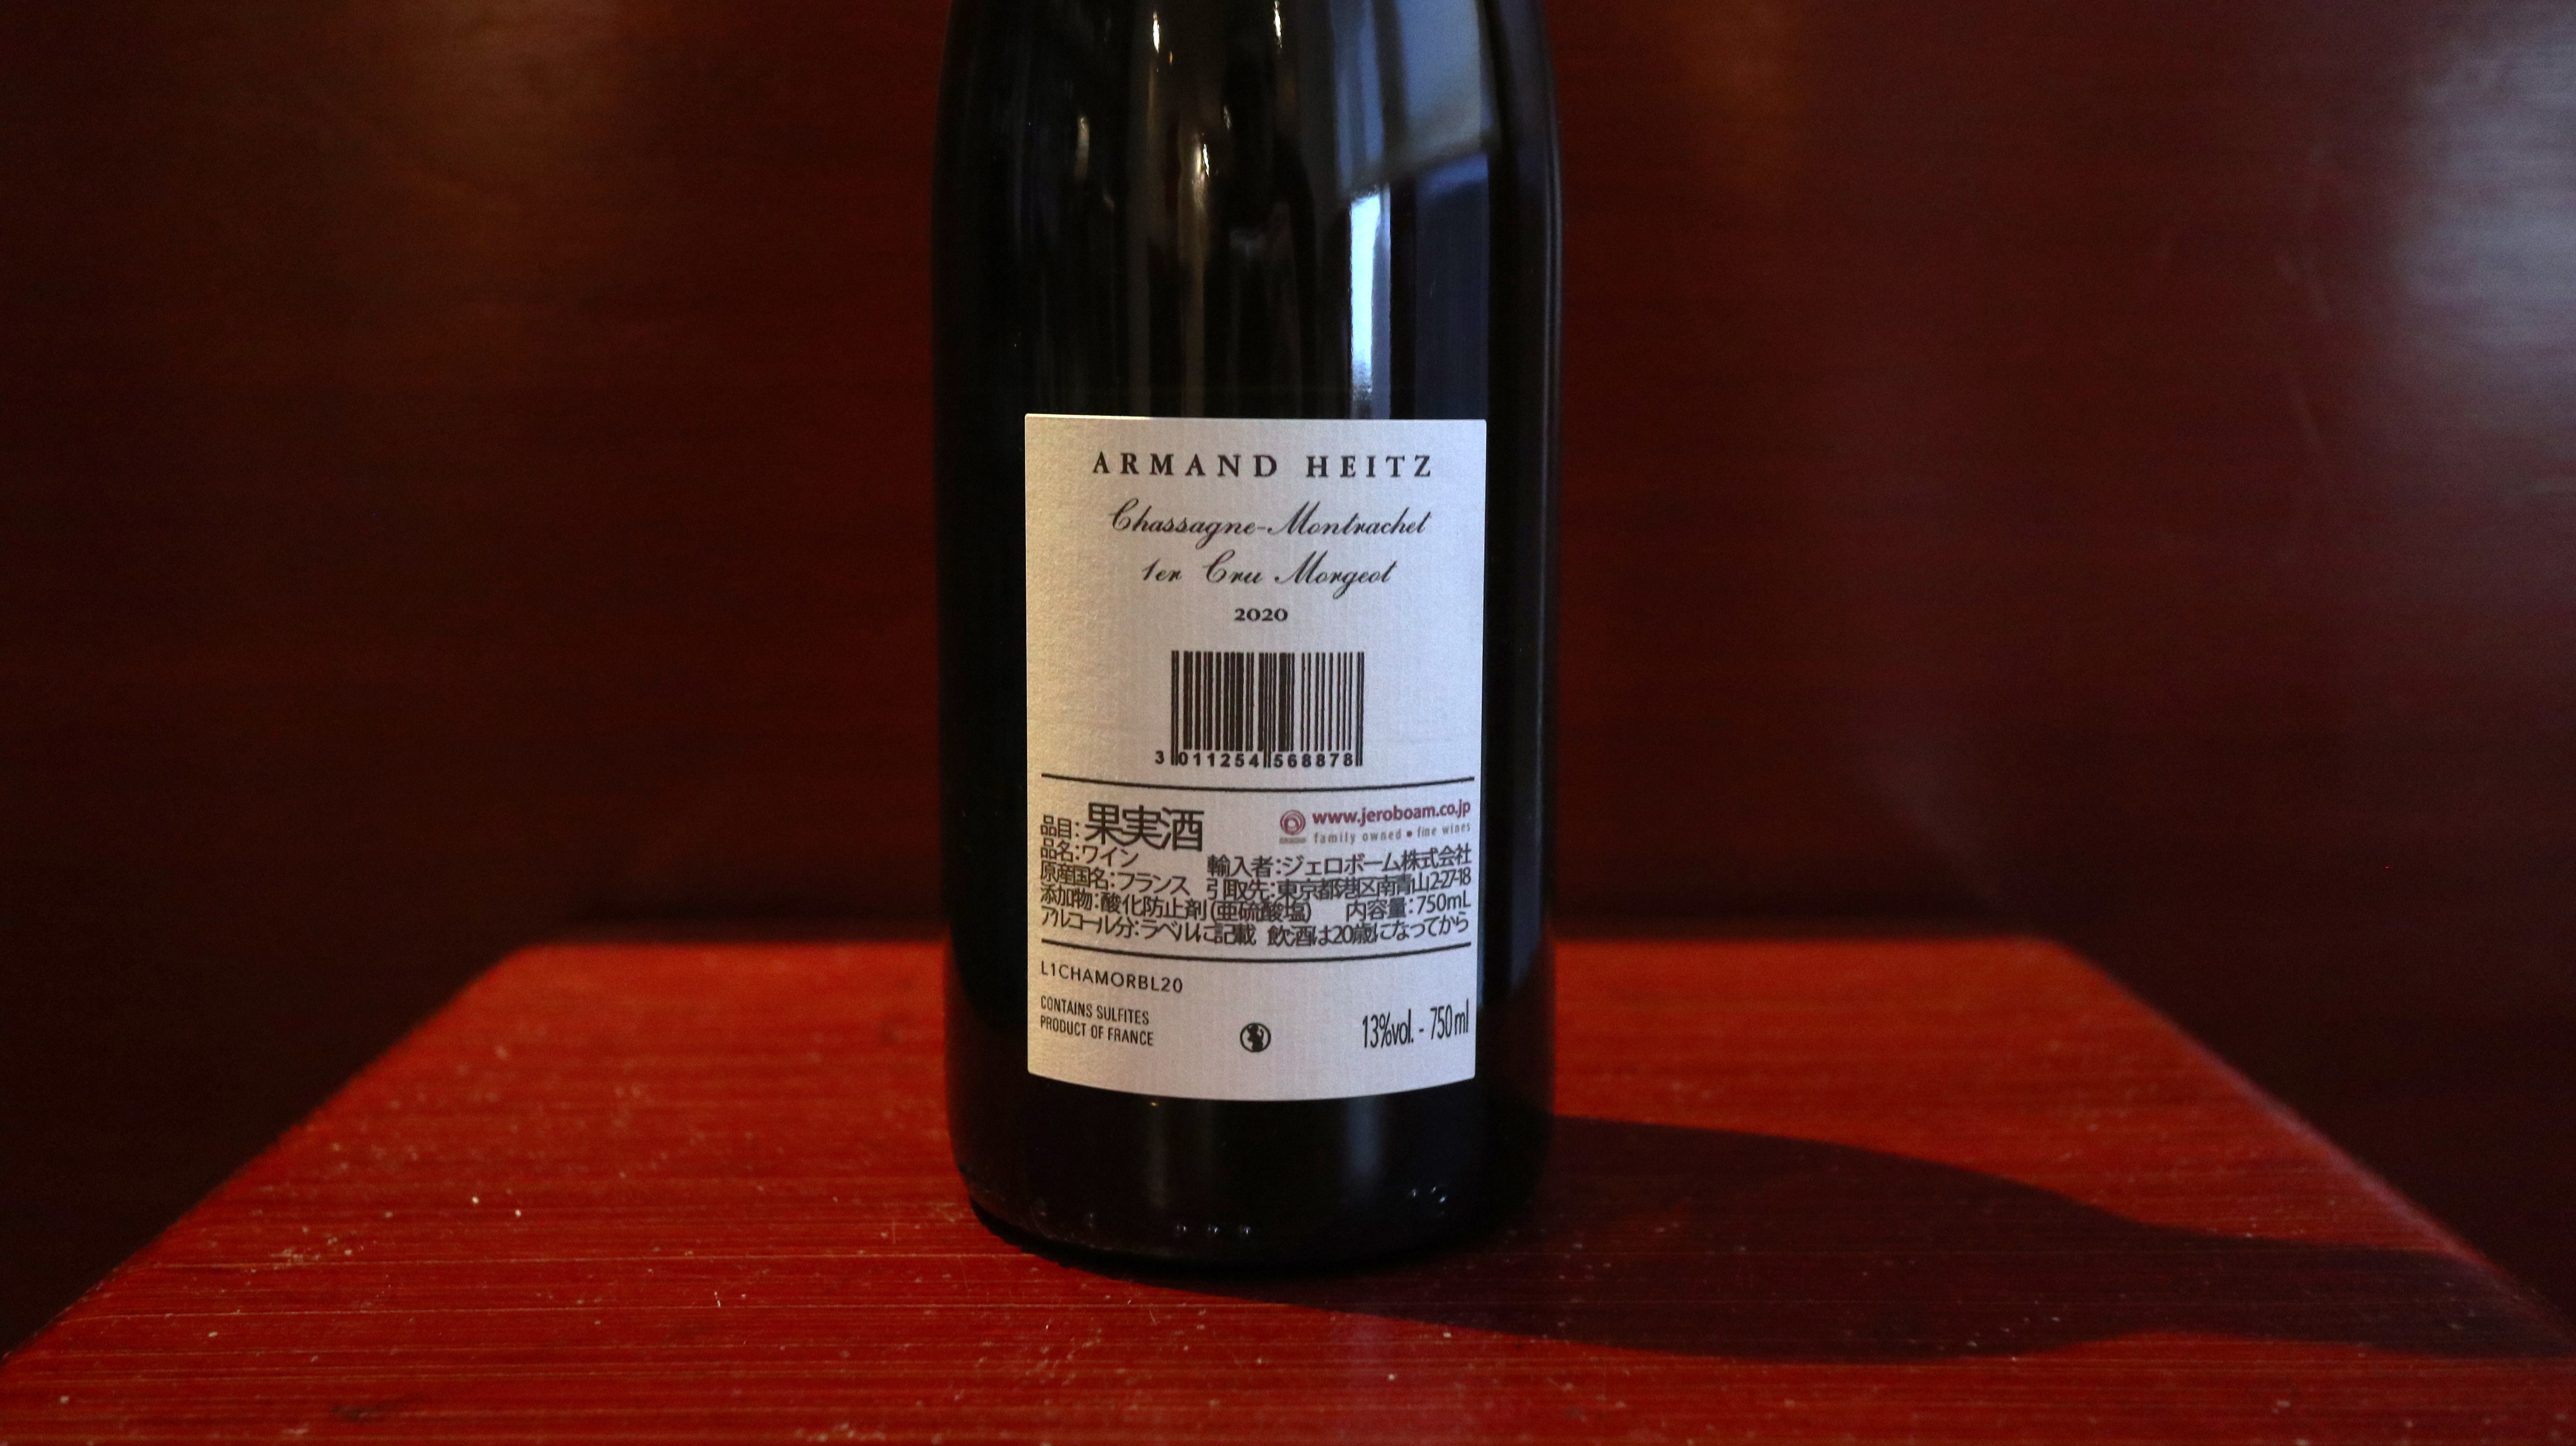 ARMAND HEITZ
Chassagne-Montrachet
1er Cru Morgeot
2020
3 011254 568878
www.jeroboam.co.jp
family owned • fine wines
品目：果実酒
品名：ワイン
輸入者：ジェロボーム株式会社
原産国名：フランス
引取先：東京都港区南青山2-27-18
添加物：酸化防止剤（亜硫酸塩）
内容量：750mL
アルコール分：ラベルに記載 飲酒は20歳になってから
L1CHAMORBL20
CONTAINS SULFITES
PRODUCT OF FRANCE
13%vol. - 750ml